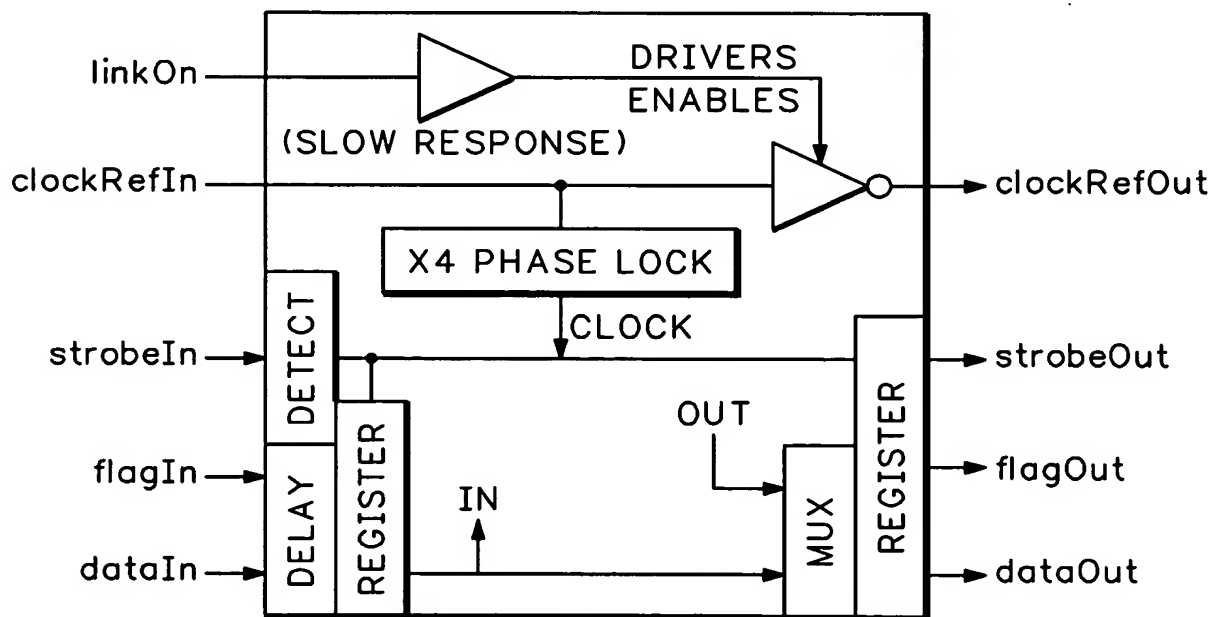 linkOn
DRIVERS
ENABLES
(SLOW RESPONSE)
clockRefIn
clockRefOut
X4 PHASE LOCK
CLOCK
DETECT
strobeIn
strobeOut
REGISTER
OUT
flagIn
flagOut
DELAY
REGISTER
IN
MUX
dataIn
dataOut